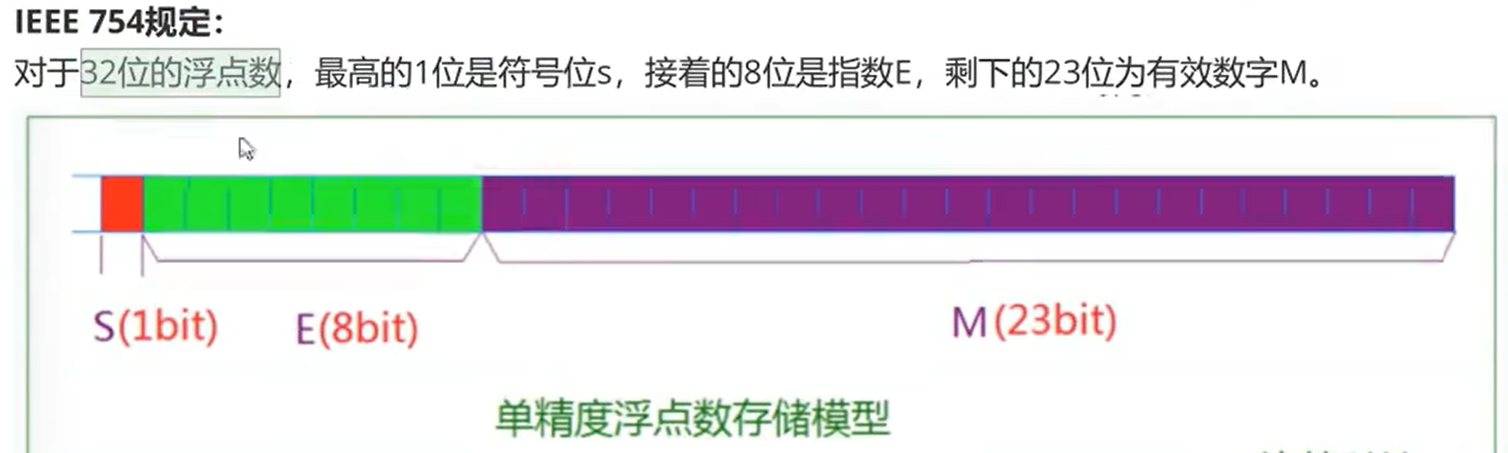 IEEE 754规定：
对于32位的浮点数，最高的1位是符号位s，接着的8位是指数E，剩下的23位为有效数字M。
S(1bit) E(8bit) M(23bit)
单精度浮点数存储模型